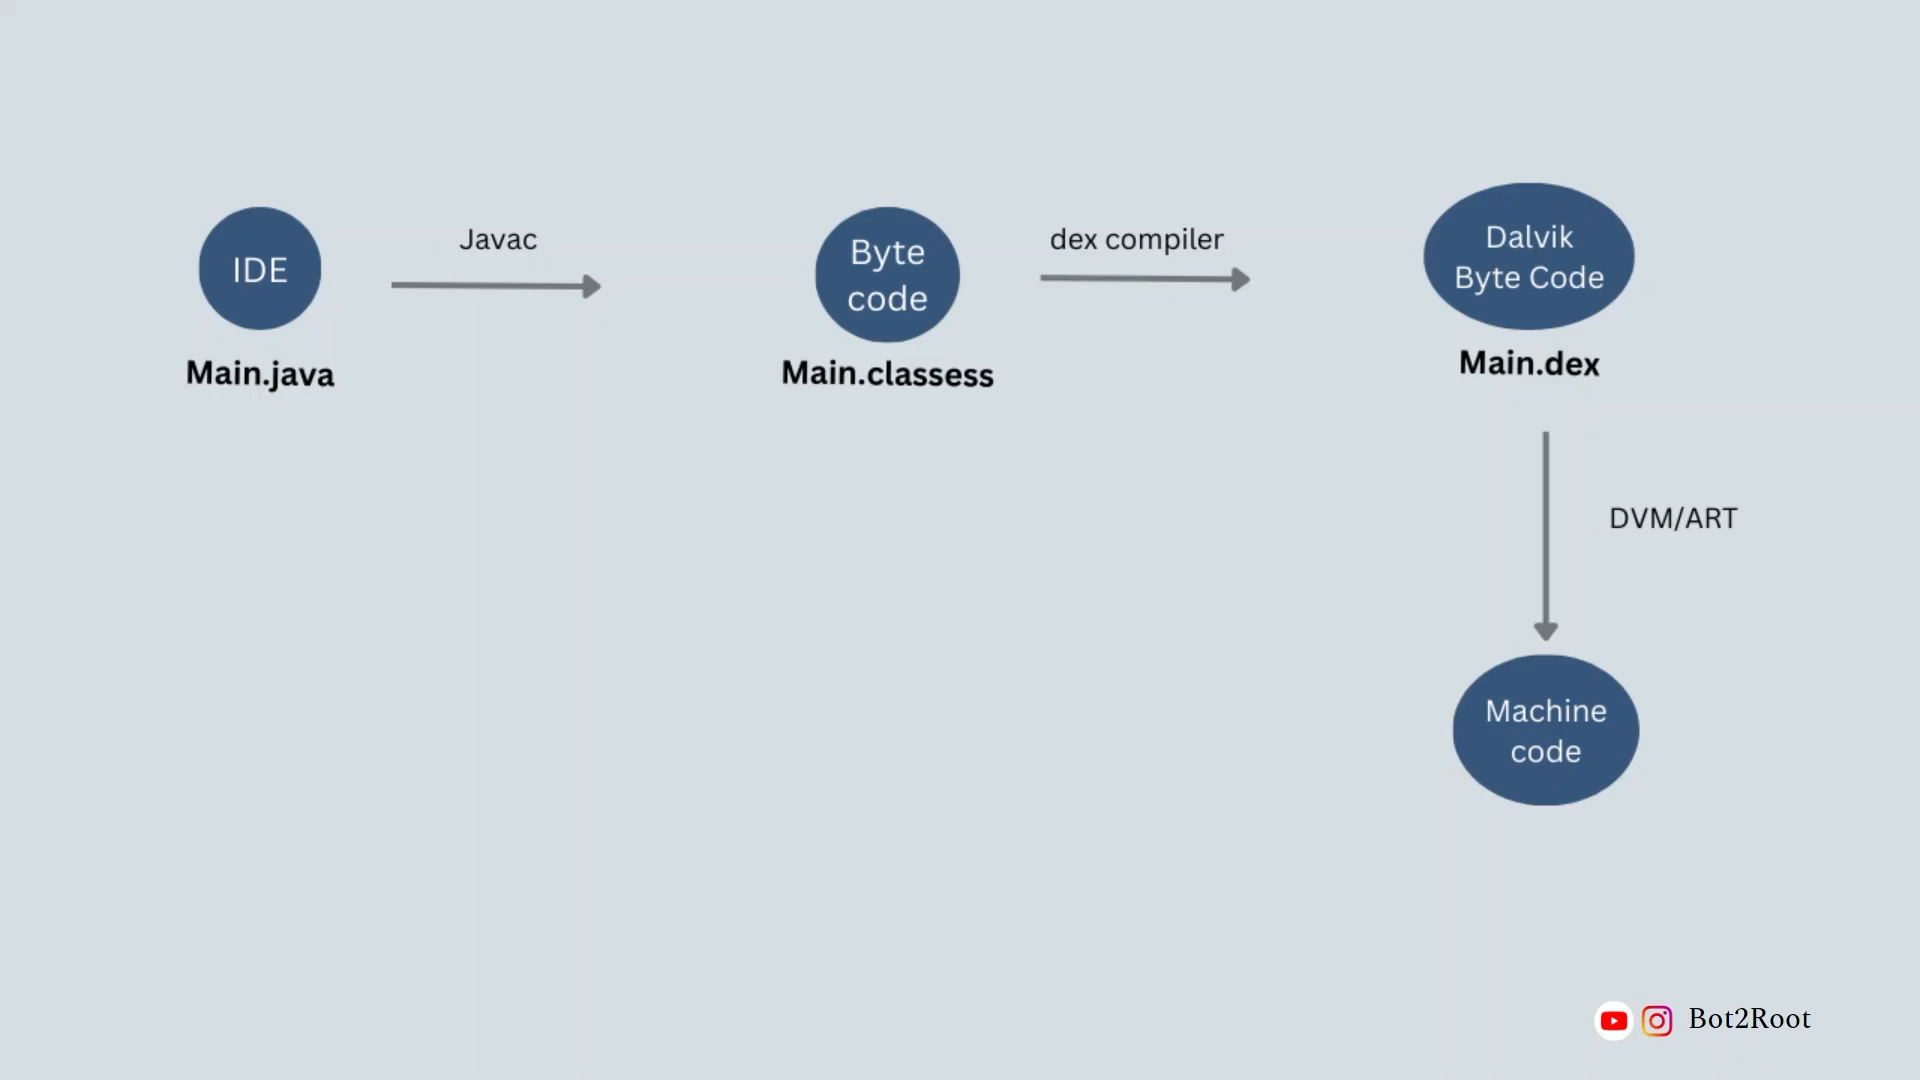 IDE
Main.java
Javac
Byte
code
Main.classess
dex compiler
Dalvik
Byte Code
Main.dex
DVM/ART
Machine
code
Bot2Root